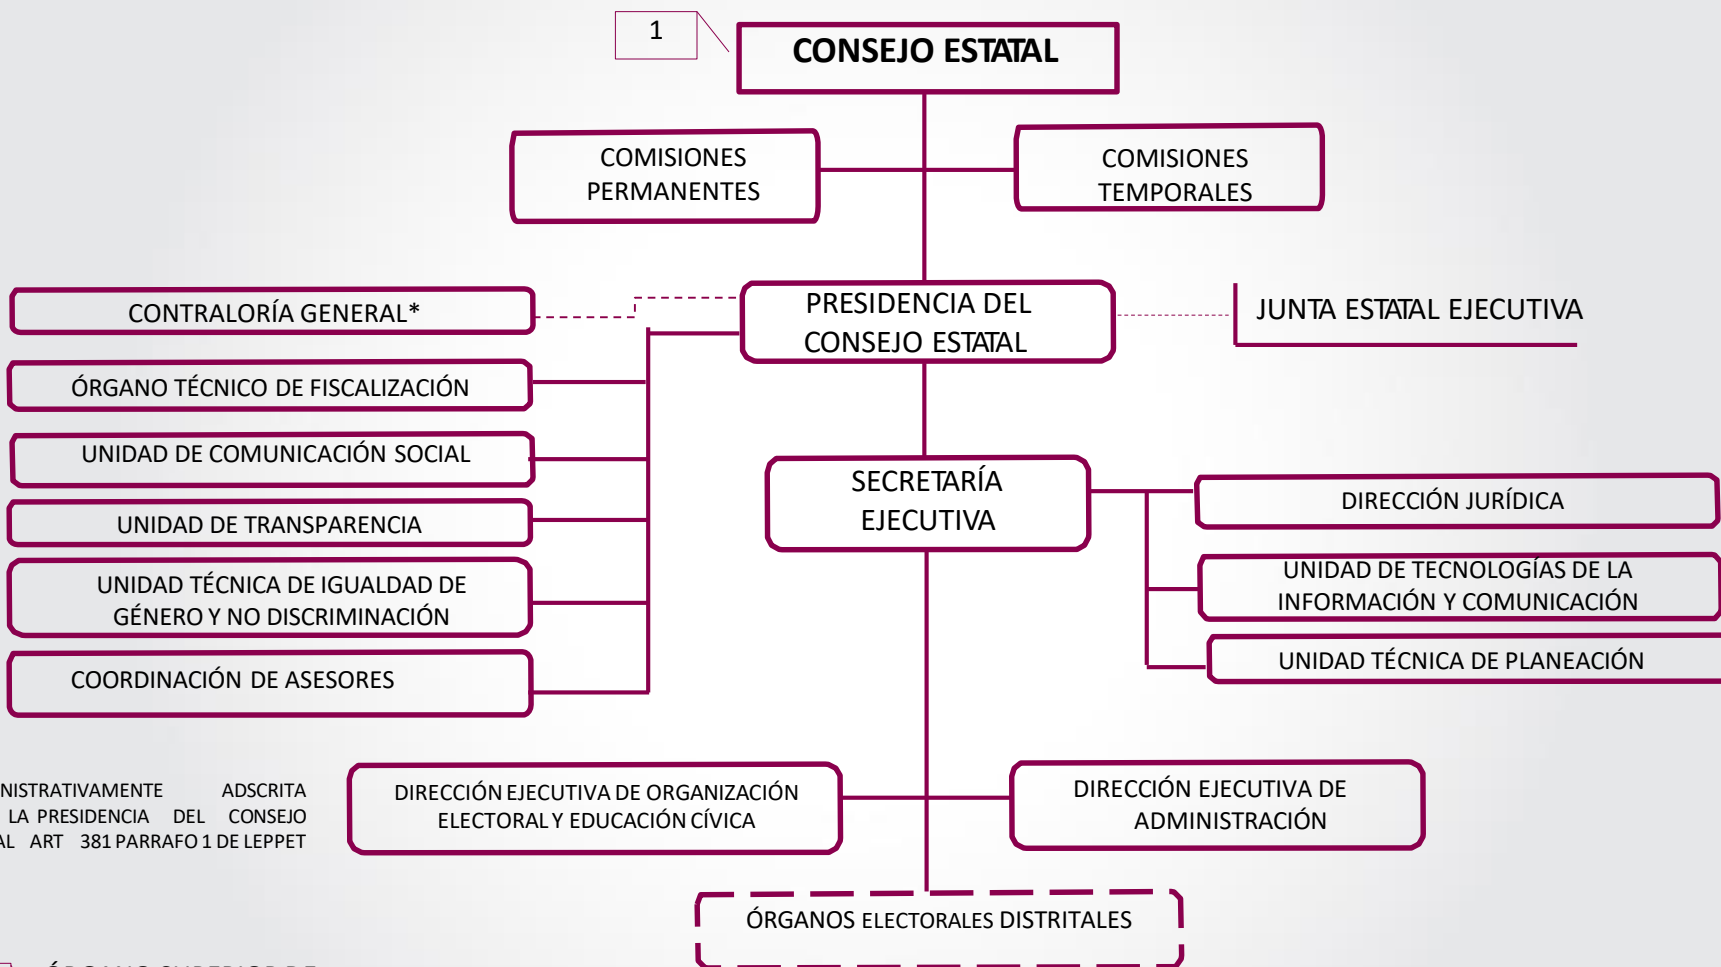 1
CONSEJO ESTATAL
COMISIONES
PERMANENTES
COMISIONES
TEMPORALES
CONTRALORÍA GENERAL*
PRESIDENCIA DEL
CONSEJO ESTATAL
JUNTA ESTATAL EJECUTIVA
ÓRGANO TÉCNICO DE FISCALIZACIÓN
UNIDAD DE COMUNICACIÓN SOCIAL
UNIDAD DE TRANSPARENCIA
UNIDAD TÉCNICA DE IGUALDAD DE
GÉNERO Y NO DISCRIMINACIÓN
COORDINACIÓN DE ASESORES
SECRETARÍA
EJECUTIVA
DIRECCIÓN JURÍDICA
UNIDAD DE TECNOLOGÍAS DE LA
INFORMACIÓN Y COMUNICACIÓN
UNIDAD TÉCNICA DE PLANEACIÓN
NISTRATIVAMENTE ADSCRITA
LA PRESIDENCIA DEL CONSEJO
AL ART 381 PARRAFO 1 DE LEPPET
DIRECCIÓN EJECUTIVA DE ORGANIZACIÓN
ELECTORAL Y EDUCACIÓN CÍVICA
DIRECCIÓN EJECUTIVA DE
ADMINISTRACIÓN
ÓRGANOS ELECTORALES DISTRITALES
ÓRGANO SUPERIOR DE